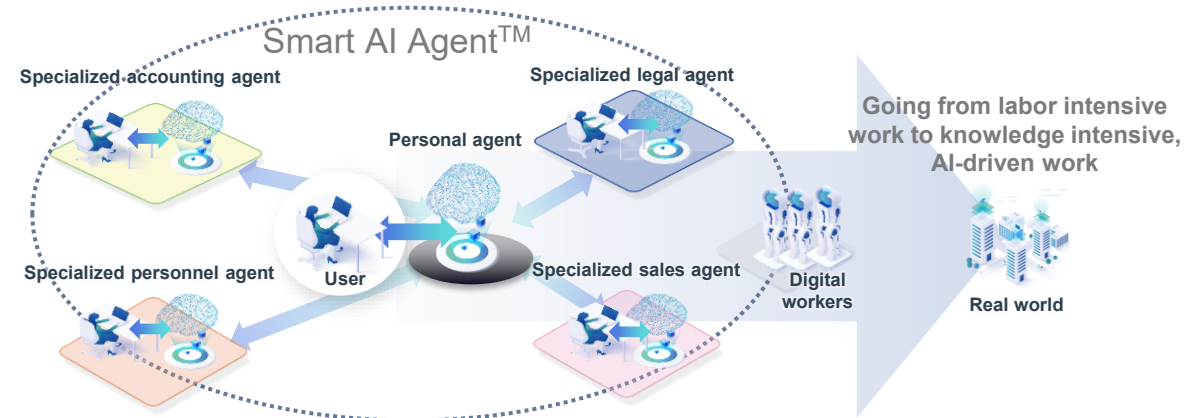 Smart AI Agent™
Specialized accounting agent
Specialized legal agent
Personal agent
Going from labor intensive
work to knowledge intensive,
AI-driven work
Specialized personnel agent
User
Specialized sales agent
Digital
workers
Real world